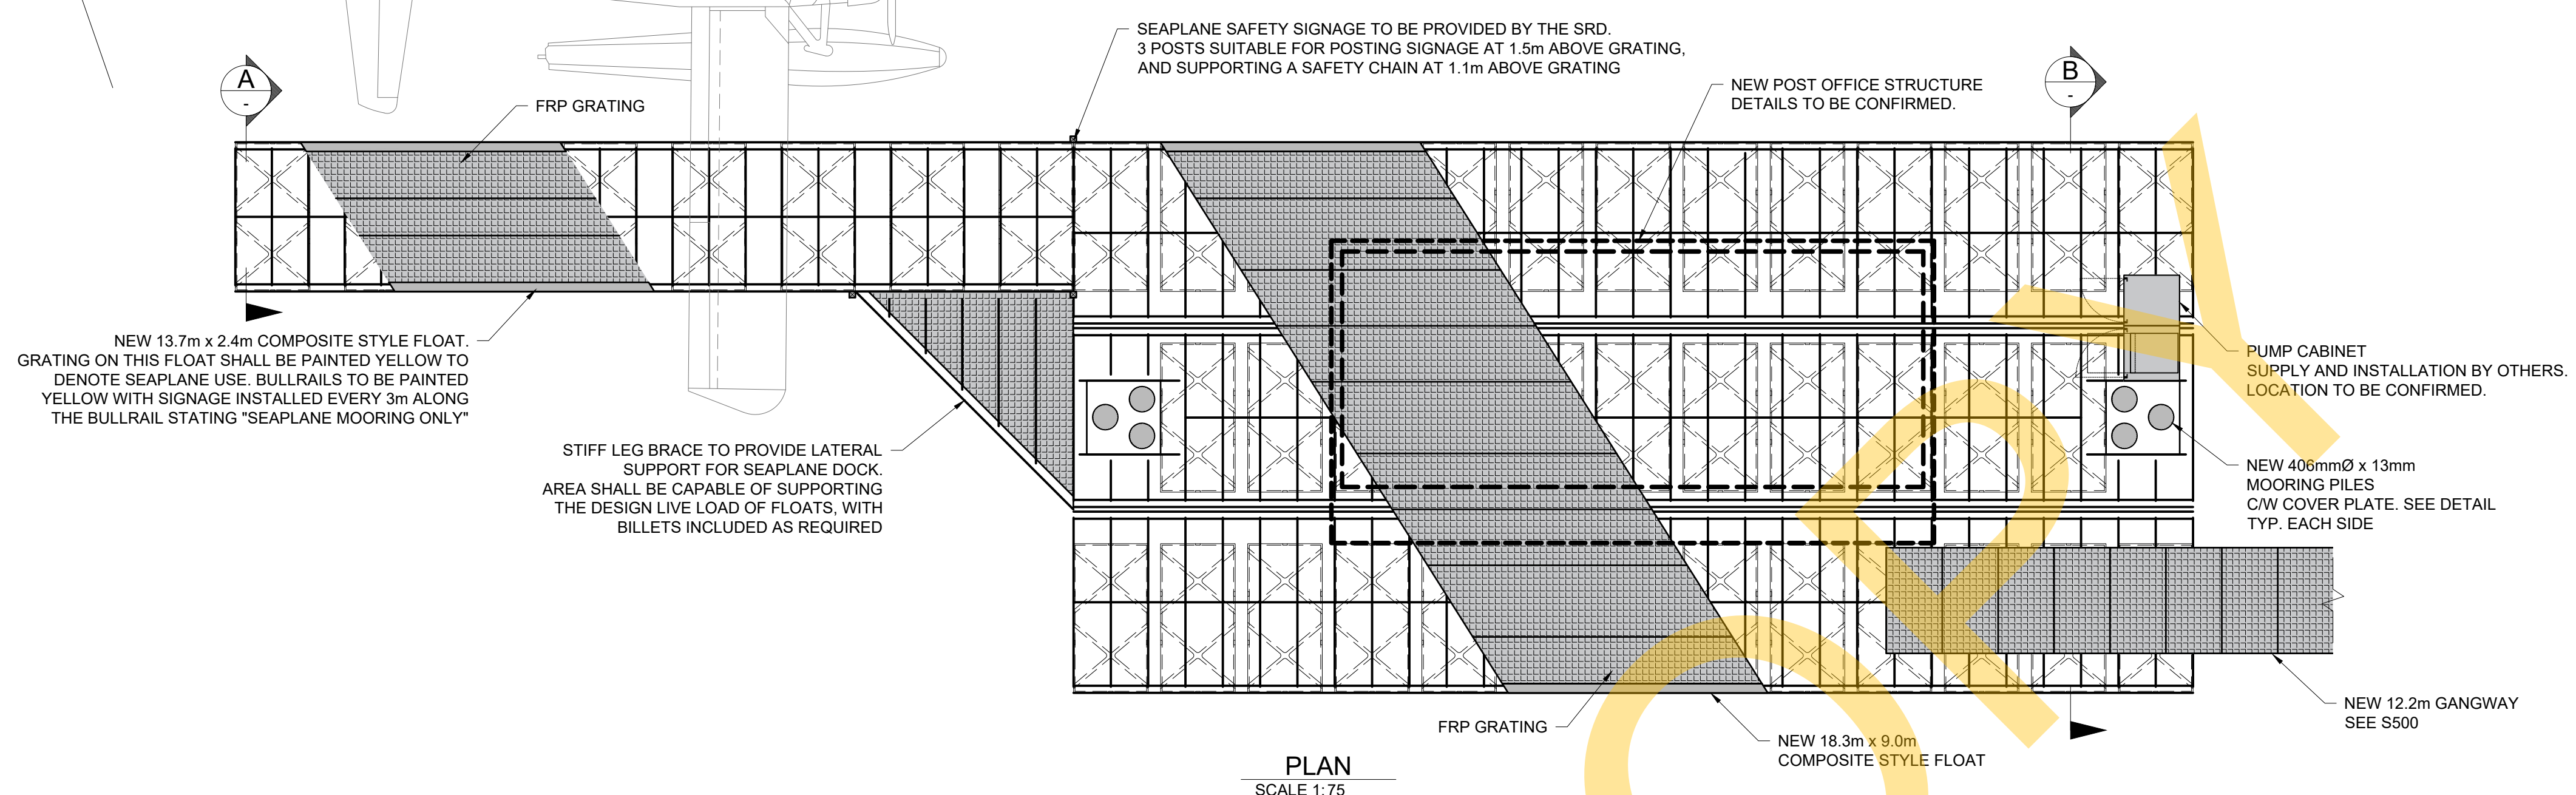 SEAPLANE SAFETY SIGNAGE TO BE PROVIDED BY THE SRD.
3 POSTS SUITABLE FOR POSTING SIGNAGE AT 1.5m ABOVE GRATING,
AND SUPPORTING A SAFETY CHAIN AT 1.1m ABOVE GRATING
A
-
B
-
NEW POST OFFICE STRUCTURE
DETAILS TO BE CONFIRMED.
FRP GRATING
NEW 13.7m x 2.4m COMPOSITE STYLE FLOAT.
GRATING ON THIS FLOAT SHALL BE PAINTED YELLOW TO
DENOTE SEAPLANE USE. BULLRAILS TO BE PAINTED
YELLOW WITH SIGNAGE INSTALLED EVERY 3m ALONG
THE BULLRAIL STATING "SEAPLANE MOORING ONLY"
PUMP CABINET
SUPPLY AND INSTALLATION BY OTHERS.
LOCATION TO BE CONFIRMED.
STIFF LEG BRACE TO PROVIDE LATERAL
SUPPORT FOR SEAPLANE DOCK.
AREA SHALL BE CAPABLE OF SUPPORTING
THE DESIGN LIVE LOAD OF FLOATS, WITH
BILLETS INCLUDED AS REQUIRED
NEW 406mmØ x 13mm
MOORING PILES
C/W COVER PLATE. SEE DETAIL
TYP. EACH SIDE
NEW 12.2m GANGWAY
SEE S500
FRP GRATING
NEW 18.3m x 9.0m
COMPOSITE STYLE FLOAT
PLAN
SCALE 1:75
OPY